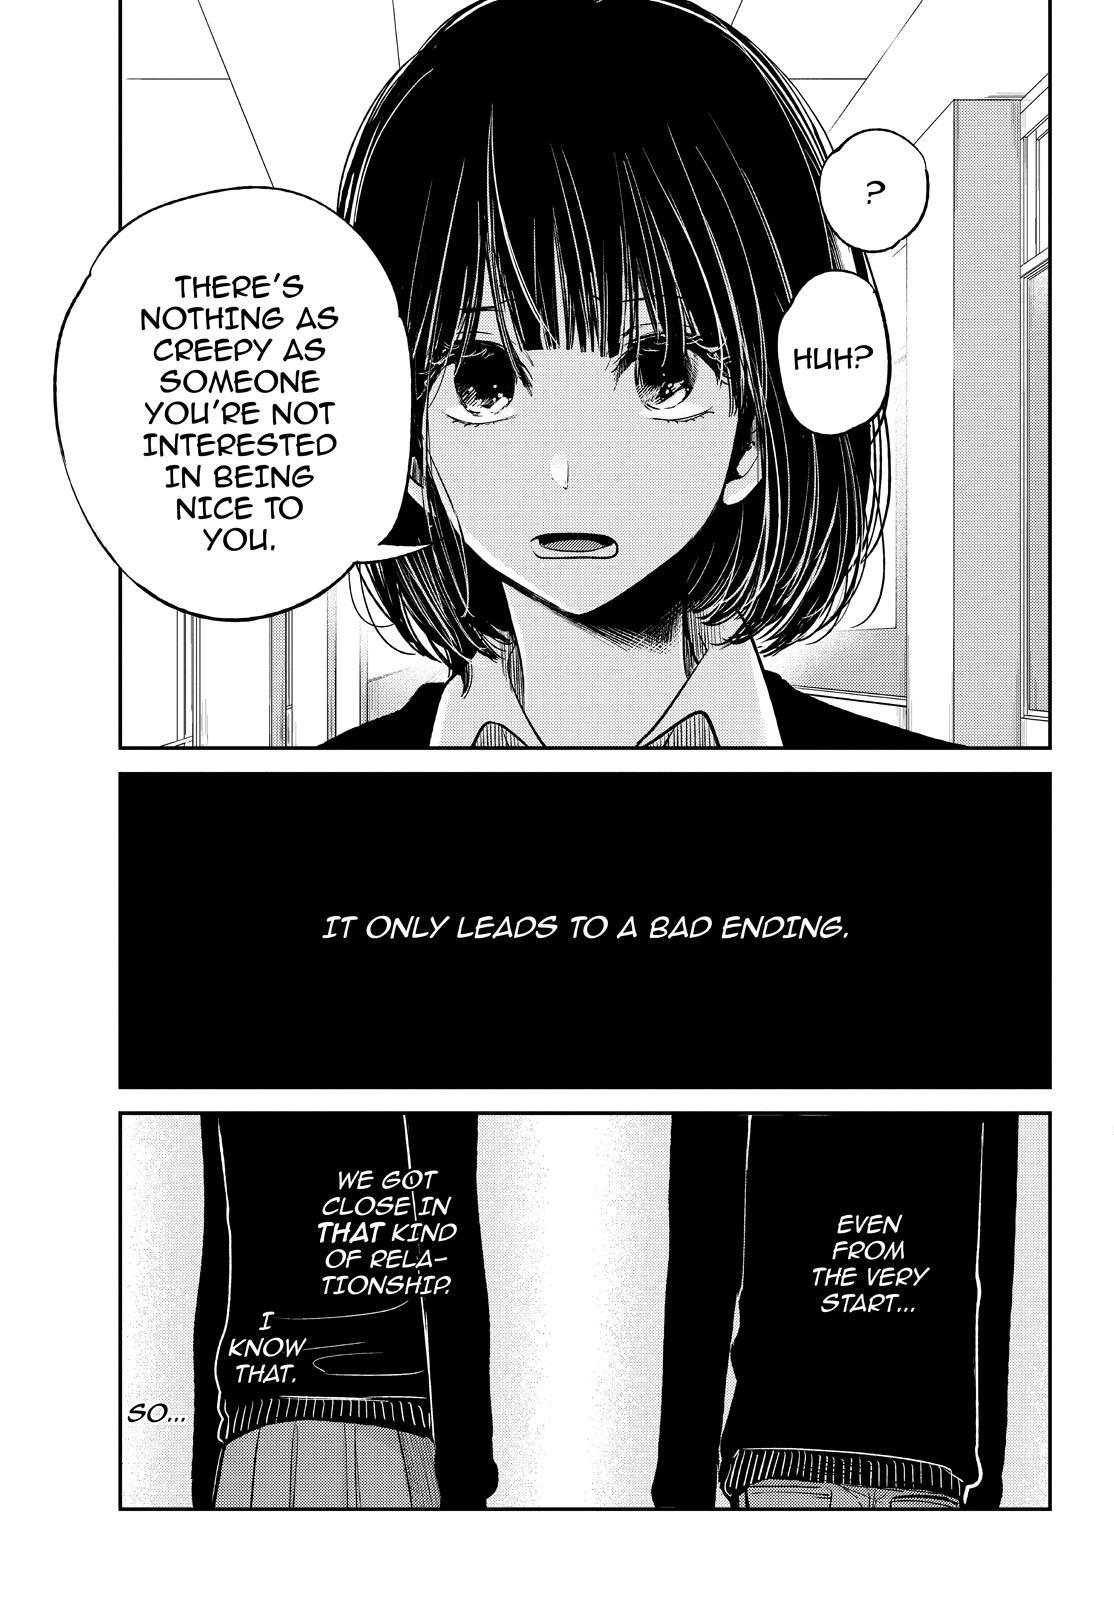 ?
HUH?
THERE'S
NOTHING AS
CREEPY AS
SOMEONE
YOU'RE NOT
INTERESTED
IN BEING
NICE TO
YOU.
IT ONLY LEADS TO A BAD ENDING.
EVEN
FROM
THE VERY
START...
WE GOT
CLOSE IN
THAT KIND
OF RELA-
TIONSHIP.
I
KNOW
THAT.
SO...